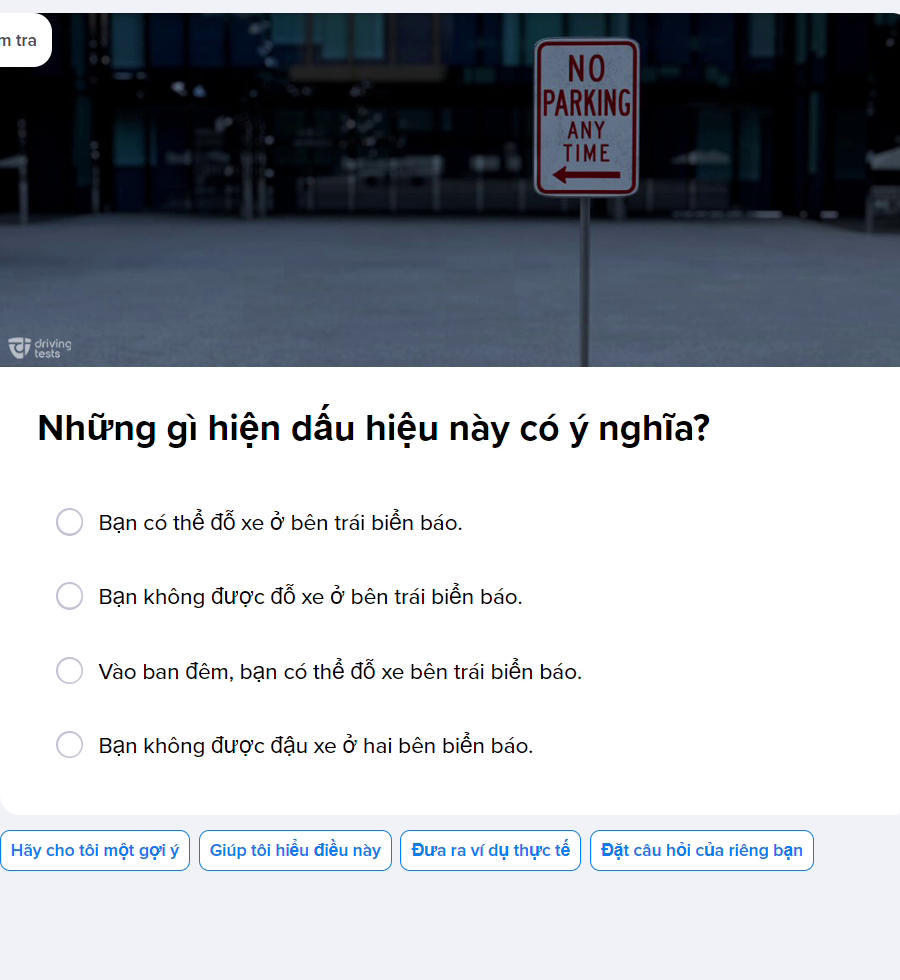 m tra
NO
PARKING
ANY
TIME
driving
tests
Những gì hiện dấu hiệu này có ý nghĩa?
Bạn có thể đỗ xe ở bên trái biển báo.
Bạn không được đỗ xe ở bên trái biển báo.
Vào ban đêm, bạn có thể đỗ xe bên trái biển báo.
Bạn không được đậu xe ở hai bên biển báo.
Hãy cho tôi một gợi ý
Giúp tôi hiểu điều này
Đưa ra ví dụ thực tế
Đặt câu hỏi của riêng bạn